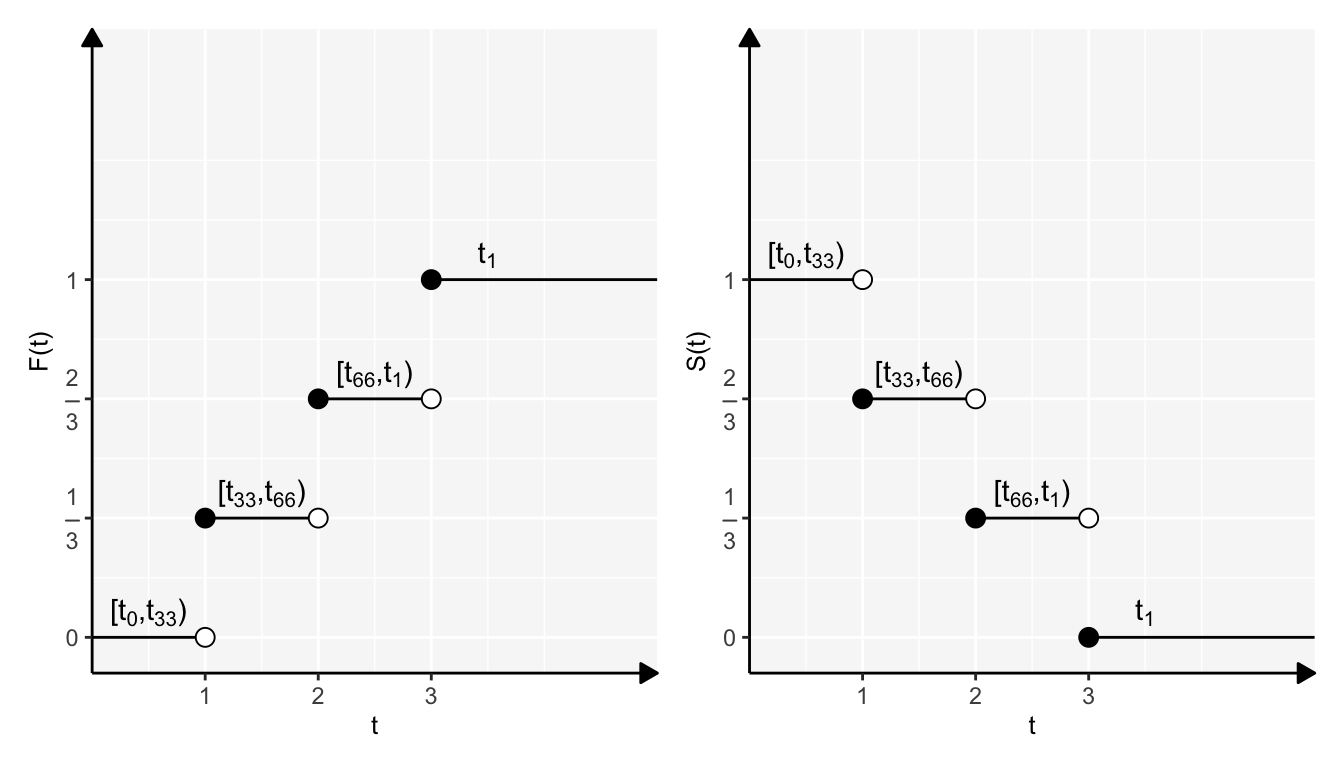 F(t)
1
2
3
1
3
0
t₁
[t₆₆,t₁)
[t₃₃,t₆₆)
[t₀,t₃₃)
1 2 3
t
S(t)
1
2
3
1
3
0
[t₀,t₃₃)
[t₃₃,t₆₆)
[t₆₆,t₁)
t₁
1 2 3
t